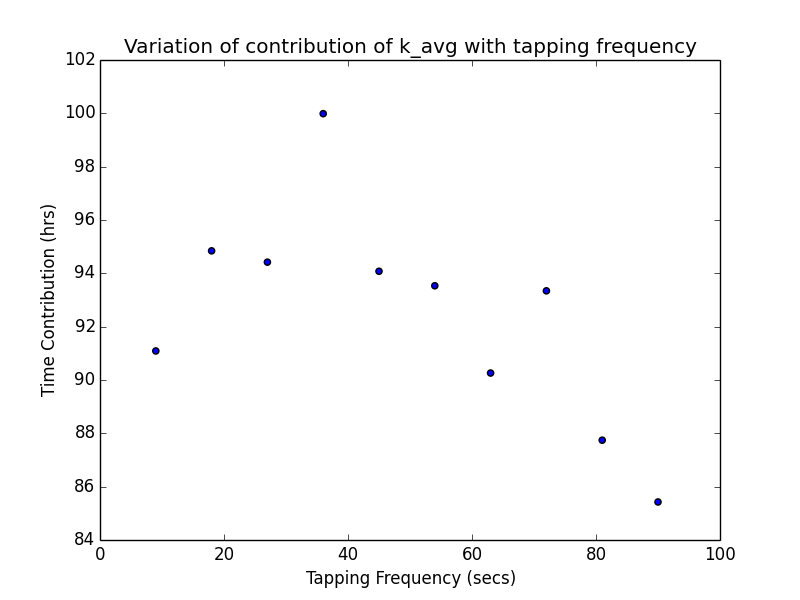 Variation of contribution of k_avg with tapping frequency
102
100
98
96
94
92
90
88
86
84
Time Contribution (hrs)
0 20 40 60 80 100
Tapping Frequency (secs)